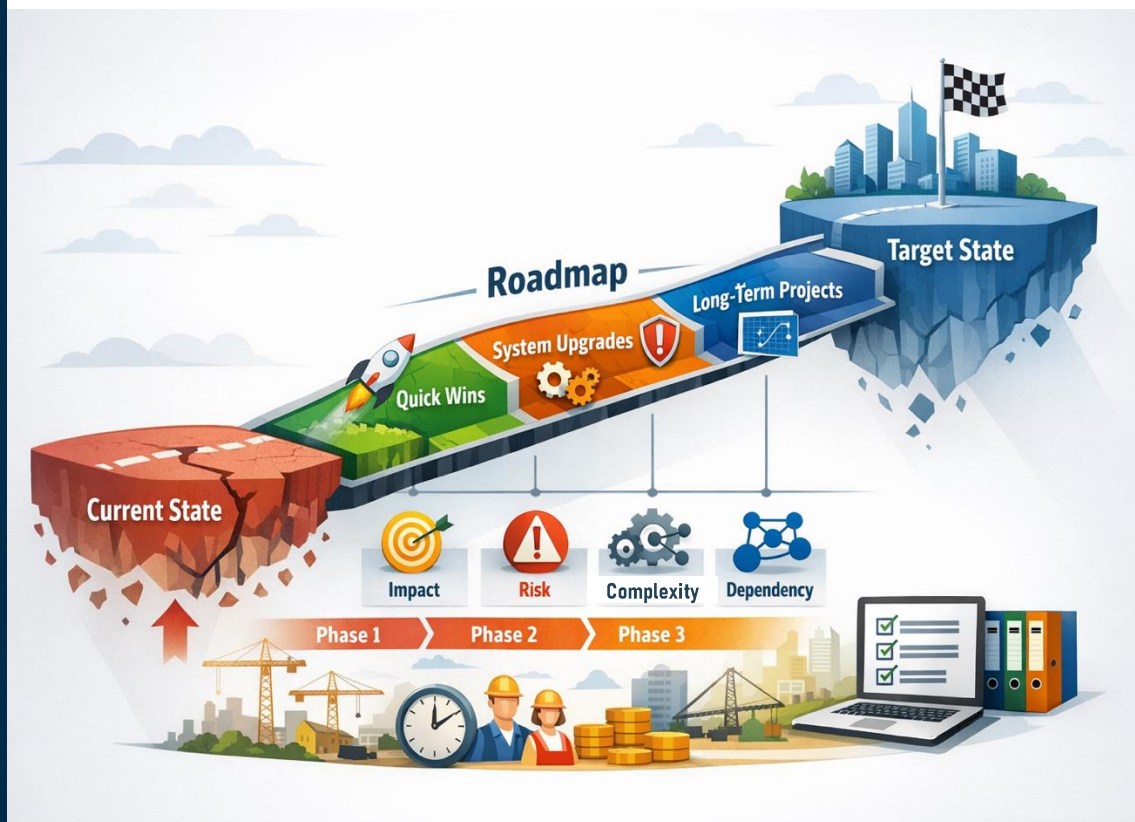 Roadmap
Target State
Long-Term Projects
System Upgrades
Quick Wins
Current State
Impact
Risk
Complexity
Dependency
Phase 1
Phase 2
Phase 3